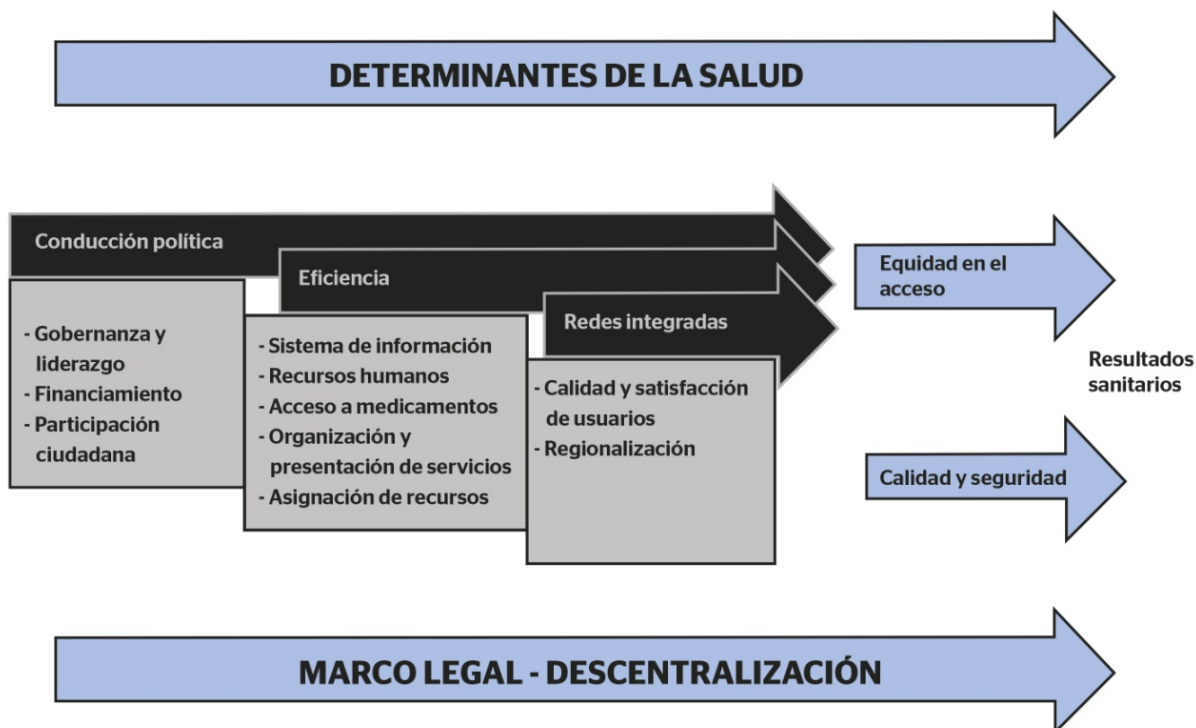 DETERMINANTES DE LA SALUD
Conducción política
- Gobernanza y
liderazgo
- Financiamiento
- Participación
ciudadana
Eficiencia
- Sistema de información
- Recursos humanos
- Acceso a medicamentos
- Organización y
presentación de servicios
- Asignación de recursos
Redes integradas
- Calidad y satisfacción
de usuarios
- Regionalización
Equidad en el
acceso
Calidad y seguridad
Resultados
sanitarios
MARCO LEGAL - DESCENTRALIZACIÓN